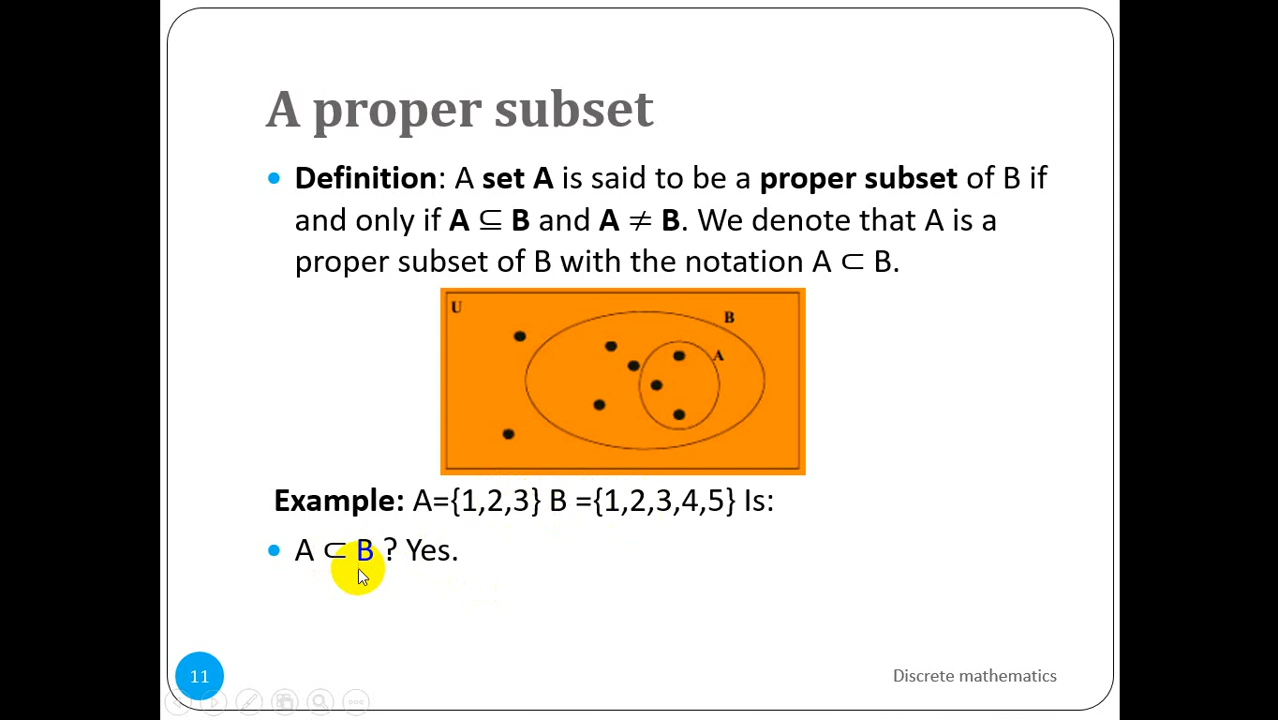 A proper subset
• Definition: A set A is said to be a proper subset of B if
and only if A ⊆ B and A ≠ B. We denote that A is a
proper subset of B with the notation A ⊂ B.
U
B
A
Example: A={1,2,3} B ={1,2,3,4,5} Is:
• A ⊂ B ? Yes.
11
Discrete mathematics